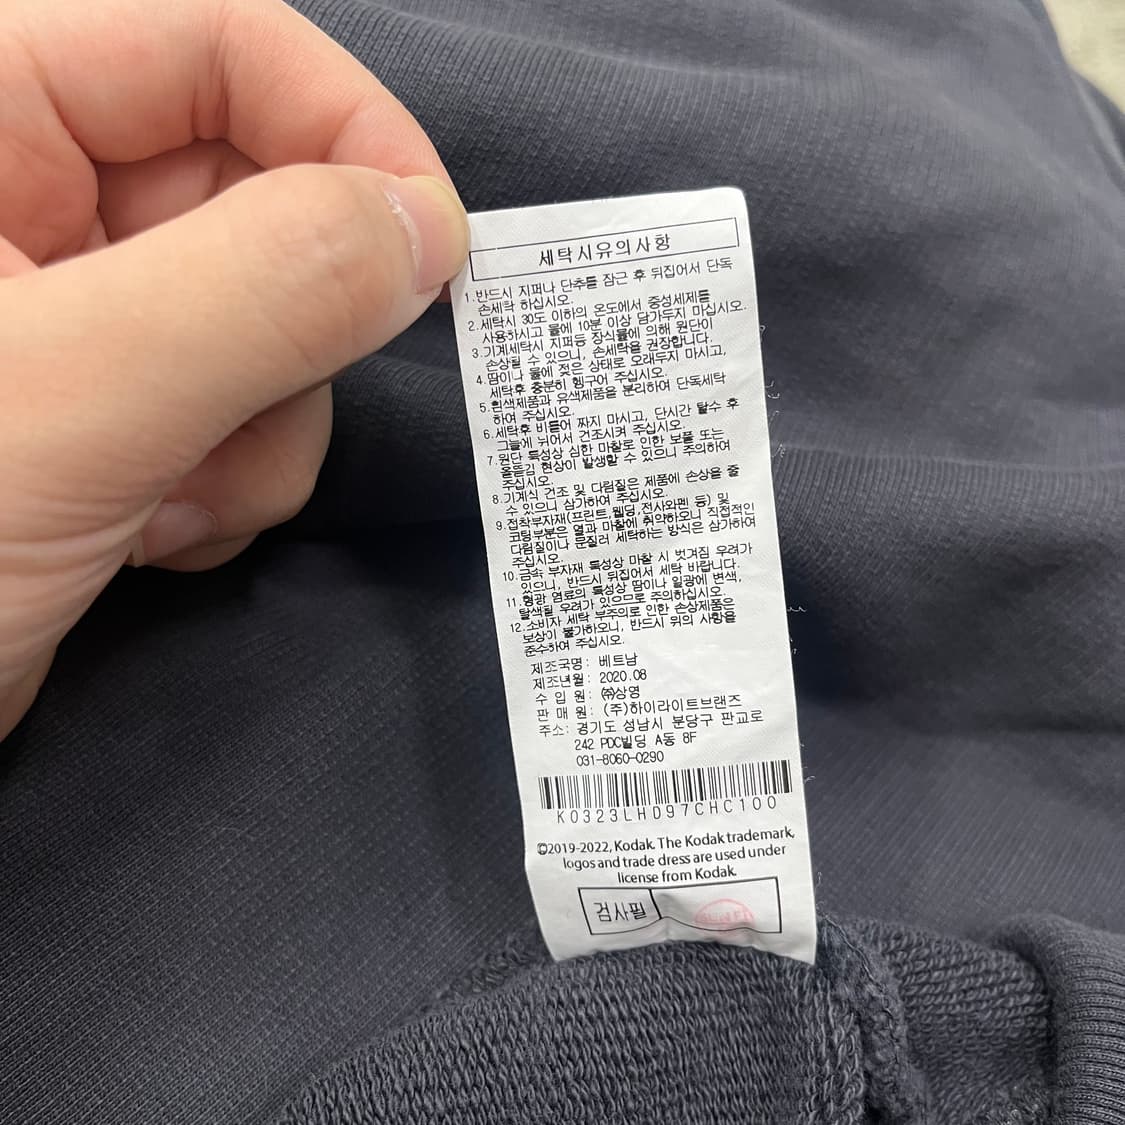 세탁시유의사항
1.반드시 지퍼나 단추를 잠근 후 뒤집어서 단독
손세탁 하십시오.
2.세탁시 30도 이하의 온도에서 중성세제를
사용하시고 물에 10분 이상 담가두지 마십시오.
3.기계세탁시 지퍼등 장식물에 의해 원단이
손상될 수 있으니, 손세탁을 권장합니다.
4.땀이나 물에 젖은 상태로 오래두지 마시고,
세탁후 충분히 헹구어 주십시오.
5.흰색제품과 유색제품을 분리하여 단독세탁
하여 주십시오.
6.세탁후 비틀어 짜지 마시고, 단시간 탈수 후
그늘에 뉘어서 건조시켜 주십시오.
7.원단 특성상 심한 마찰로 인한 보풀 또는
올뜯김 현상이 발생할 수 있으니 주의하여
주십시오.
8.기계식 건조 및 다림질은 제품에 손상을 줄
수 있으니 삼가하여 주십시오.
9.접착부자재(프린트,웰딩,전사와펜 등) 및
코팅부분은 열과 마찰에 취약하오니 직접적인
다림질이나 문질러 세탁하는 방식은 삼가하여
주십시오.
10.금속 부자재 특성상 마찰 시 벗겨짐 우려가
있으니, 반드시 뒤집어서 세탁 바랍니다.
11.형광 염료의 특성상 땀이나 일광에 변색,
탈색될 우려가 있으므로 주의하십시오.
12.소비자 세탁 부주의로 인한 손상제품은
보상이 불가하오니, 반드시 위의 사항을
준수하여 주십시오.
제조국명: 베트남
제조년월: 2020.08
수 입 원: ㈜상영
판 매 원: (주)하이라이트브랜즈
주소: 경기도 성남시 분당구 판교로
242 PDC빌딩 A동 8F
031-8060-0290
K0323LHD97CHC100
©2019-2022, Kodak. The Kodak trademark,
logos and trade dress are used under
license from Kodak.
검사필